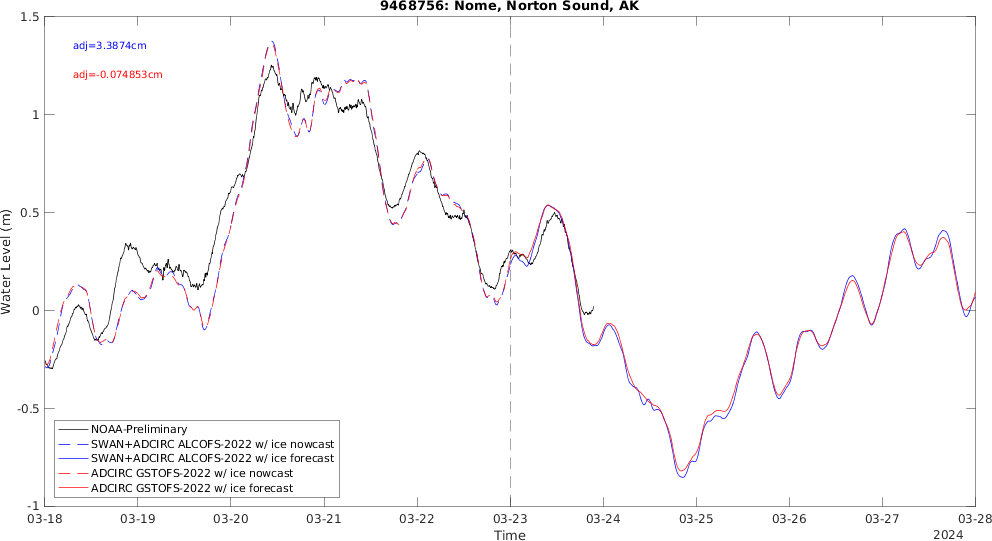 9468756: Nome, Norton Sound, AK
adj=3.3874cm
adj=-0.074853cm
Water Level (m)
1.5
1
0.5
0
-0.5
-1
NOAA-Preliminary
SWAN+ADCIRC ALCOFS-2022 w/ ice nowcast
SWAN+ADCIRC ALCOFS-2022 w/ ice forecast
ADCIRC GSTOFS-2022 w/ ice nowcast
ADCIRC GSTOFS-2022 w/ ice forecast
03-18 03-19 03-20 03-21 03-22 03-23 03-24 03-25 03-26 03-27 03-28
Time
2024